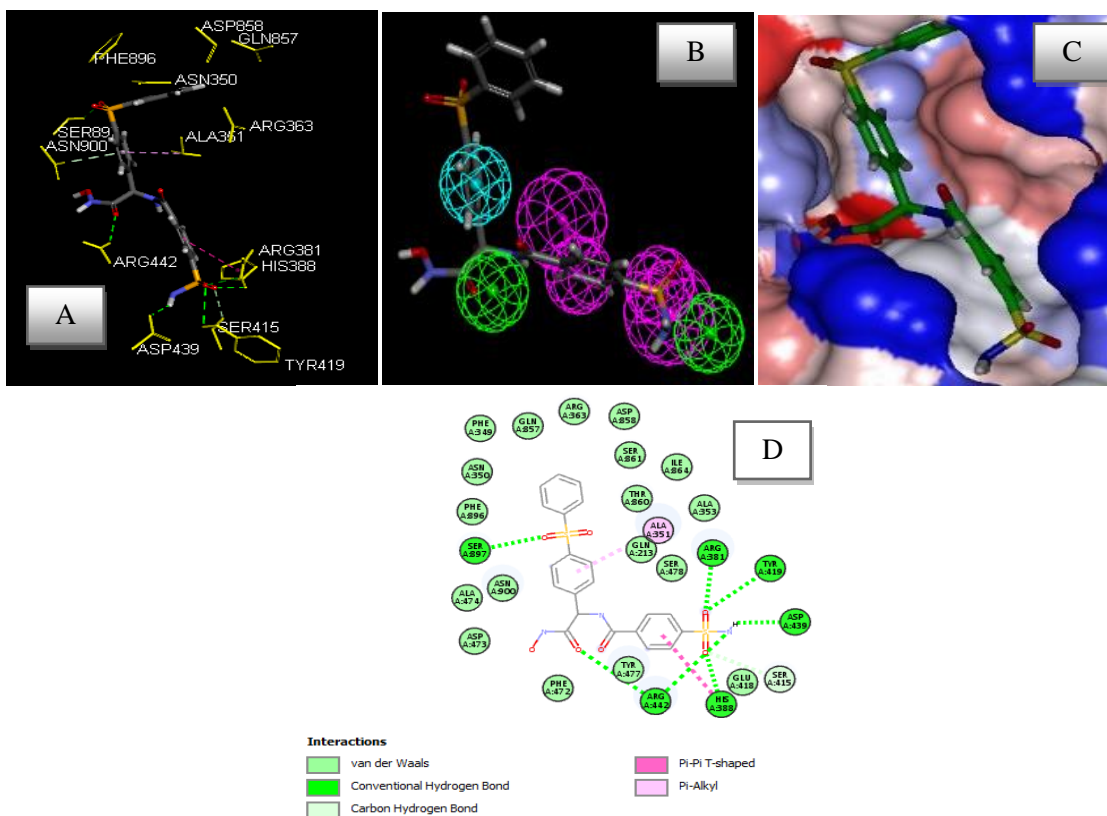 ASP858
GLN857
PHE896
ASN350
SER89
ASN900
ALA351
ARG363
ARG442
ARG381
HIS388
SER415
ASP439
TYR419
A
B
C
D
PHE A:349
GLN A:857
ARG A:363
ASP A:858
ASN A:350
SER A:861
ILE A:864
PHE A:896
THR A:860
ALA A:353
ALA A:351
SER A:897
GLN A:213
ARG A:381
SER A:478
TYR A:419
ALA A:474
ASN A:900
ASP A:439
ASP A:473
TYR A:477
PHE A:472
ARG A:442
GLU A:418
SER A:415
HIS A:388
O
O
S
N
O
N
O
O
O
S
O
N
H
Interactions
van der Waals
Conventional Hydrogen Bond
Carbon Hydrogen Bond
Pi-Pi T-shaped
Pi-Alkyl